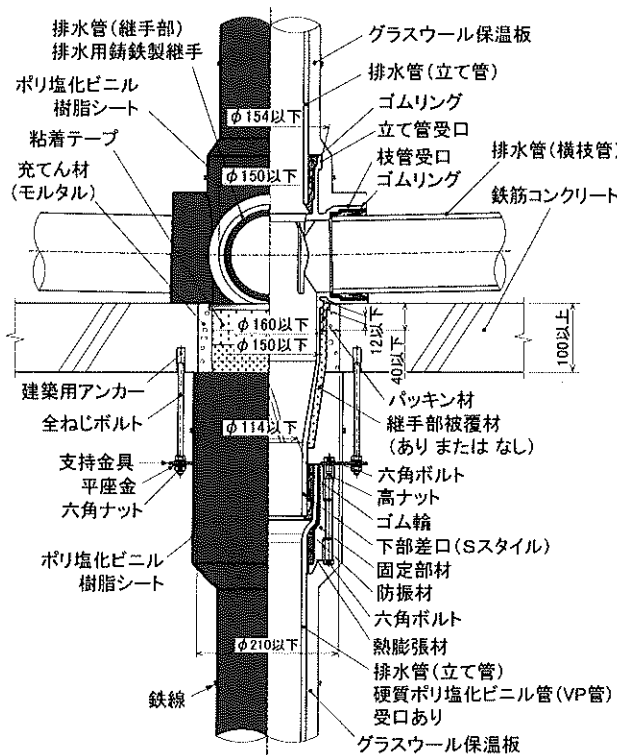 排水管(継手部)
排水用鋳鉄製継手
ポリ塩化ビニル
樹脂シート
粘着テープ
充てん材
(モルタル)
グラスウール保温板
排水管(立て管)
ゴムリング
立て管受口
枝管受口
ゴムリング
排水管(横枝管)
鉄筋コンクリート
φ154以下
φ150以下
φ160以下
φ150以下
12以下
40以下
100以上
建築用アンカー
全ねじボルト
φ114以下
支持金具
平座金
六角ナット
ポリ塩化ビニル
樹脂シート
パッキン材
継手部被覆材
(あり または なし)
六角ボルト
高ナット
ゴム輪
下部差口(Sスタイル)
固定部材
防振材
六角ボルト
熱膨張材
φ210以下
排水管(立て管)
硬質ポリ塩化ビニル管(VP管)
受口あり
鉄線
グラスウール保温板